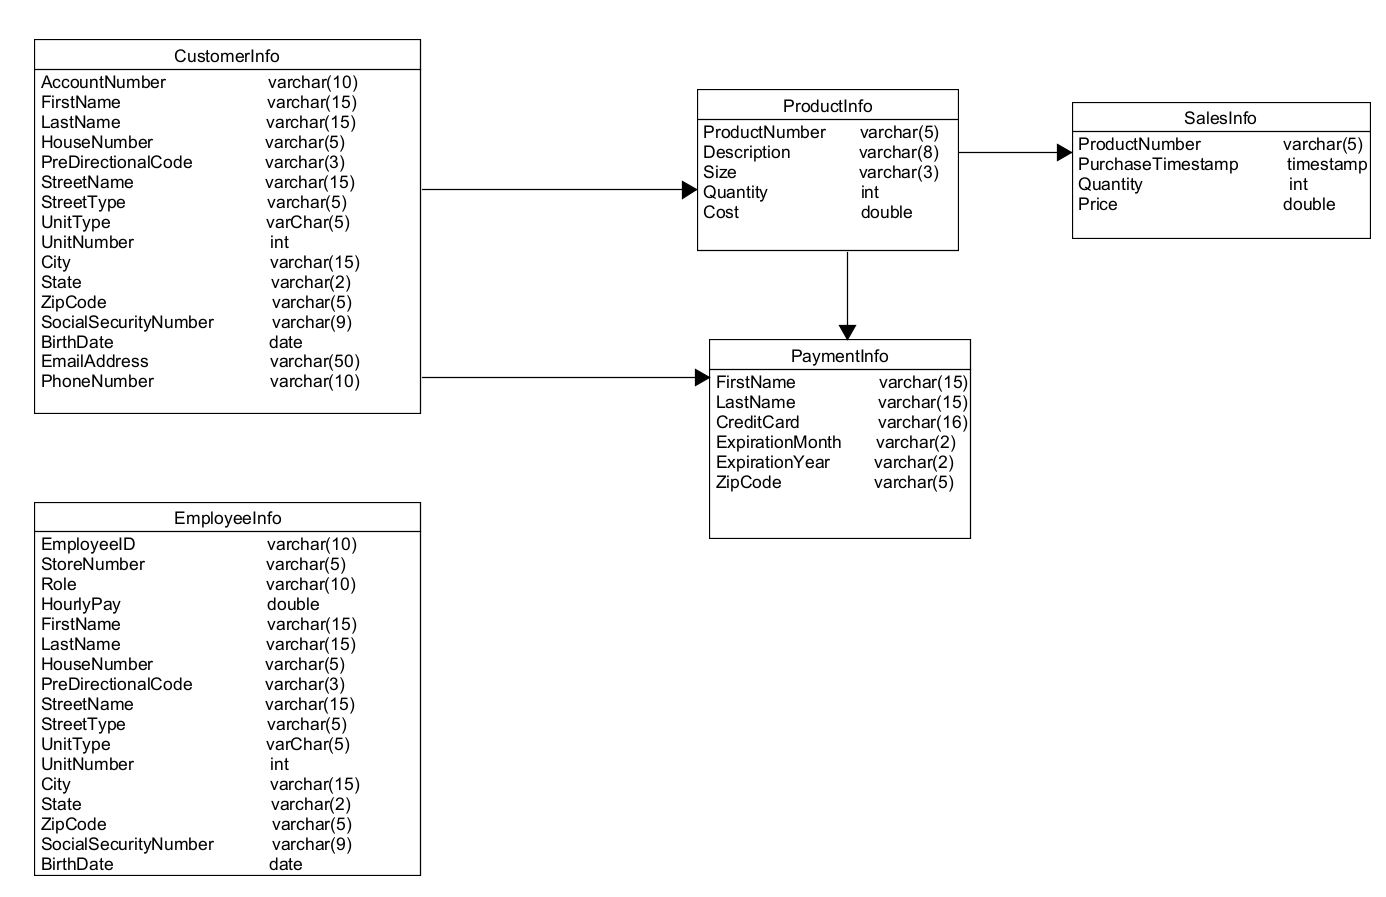 CustomerInfo
AccountNumber varchar(10)
FirstName varchar(15)
LastName varchar(15)
HouseNumber varchar(5)
PreDirectionalCode varchar(3)
StreetName varchar(15)
StreetType varchar(5)
UnitType varChar(5)
UnitNumber int
City varchar(15)
State varchar(2)
ZipCode varchar(5)
SocialSecurityNumber varchar(9)
BirthDate date
EmailAddress varchar(50)
PhoneNumber varchar(10)
ProductInfo
ProductNumber varchar(5)
Description varchar(8)
Size varchar(3)
Quantity int
Cost double
SalesInfo
ProductNumber varchar(5)
PurchaseTimestamp timestamp
Quantity int
Price double
PaymentInfo
FirstName varchar(15)
LastName varchar(15)
CreditCard varchar(16)
ExpirationMonth varchar(2)
ExpirationYear varchar(2)
ZipCode varchar(5)
EmployeeInfo
EmployeeID varchar(10)
StoreNumber varchar(5)
Role varchar(10)
HourlyPay double
FirstName varchar(15)
LastName varchar(15)
HouseNumber varchar(5)
PreDirectionalCode varchar(3)
StreetName varchar(15)
StreetType varchar(5)
UnitType varChar(5)
UnitNumber int
City varchar(15)
State varchar(2)
ZipCode varchar(5)
SocialSecurityNumber varchar(9)
BirthDate date